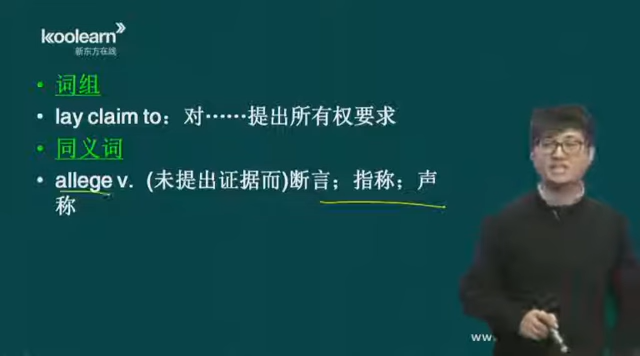 koolearn
新东方在线
词组
lay claim to：对……提出所有权要求
同义词
allege v.（未提出证据而)断言；指称；声
称
www.